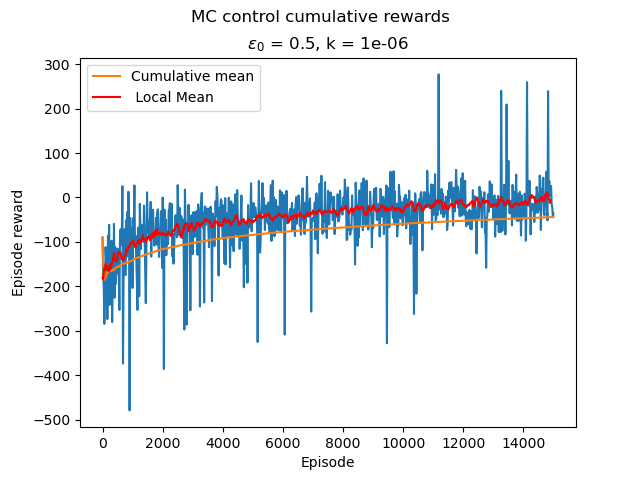 MC control cumulative rewards
ε₀ = 0.5, k = 1e-06
Cumulative mean
Local Mean
Episode reward
300
200
100
0
−100
−200
−300
−400
−500
0 2000 4000 6000 8000 10000 12000 14000
Episode